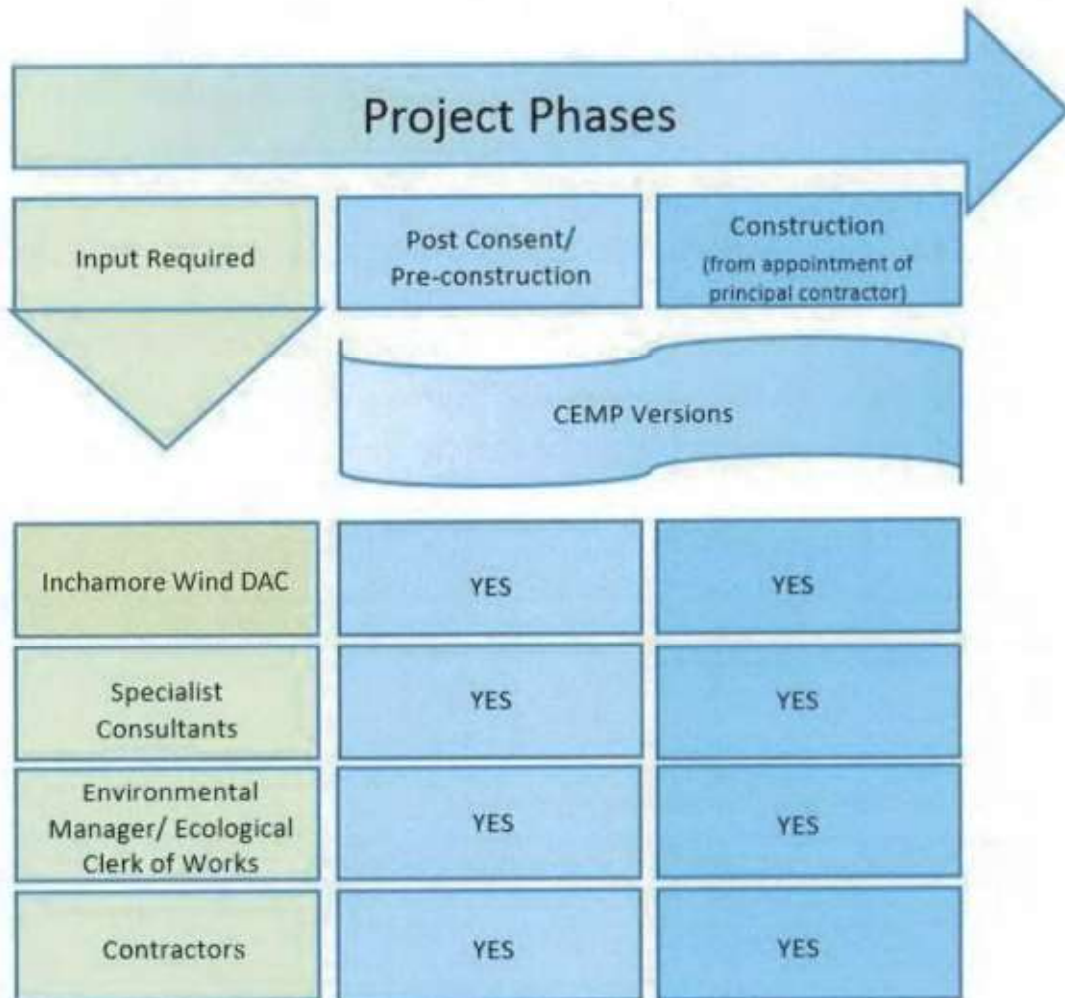 Project Phases
Input Required
Post Consent/
Pre-construction
Construction
(from appointment of
principal contractor)
CEMP Versions
Inchamore Wind DAC
YES
YES
Specialist
Consultants
YES
YES
Environmental
Manager/ Ecological
Clerk of Works
YES
YES
Contractors
YES
YES